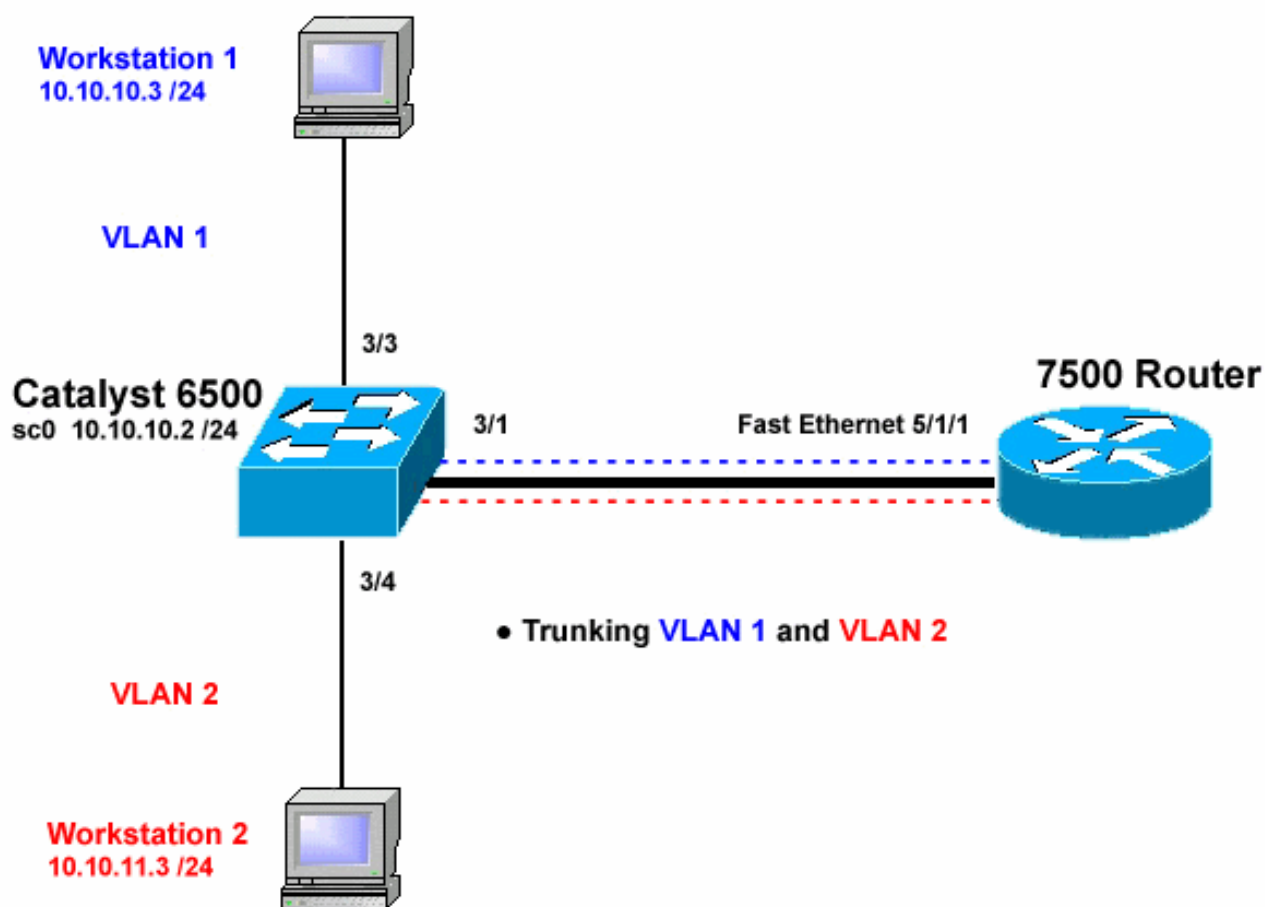 Workstation 1
10.10.10.3 /24
VLAN 1
3/3
Catalyst 6500
sc0 10.10.10.2 /24
3/1
Fast Ethernet 5/1/1
7500 Router
3/4
• Trunking VLAN 1 and VLAN 2
VLAN 2
Workstation 2
10.10.11.3 /24